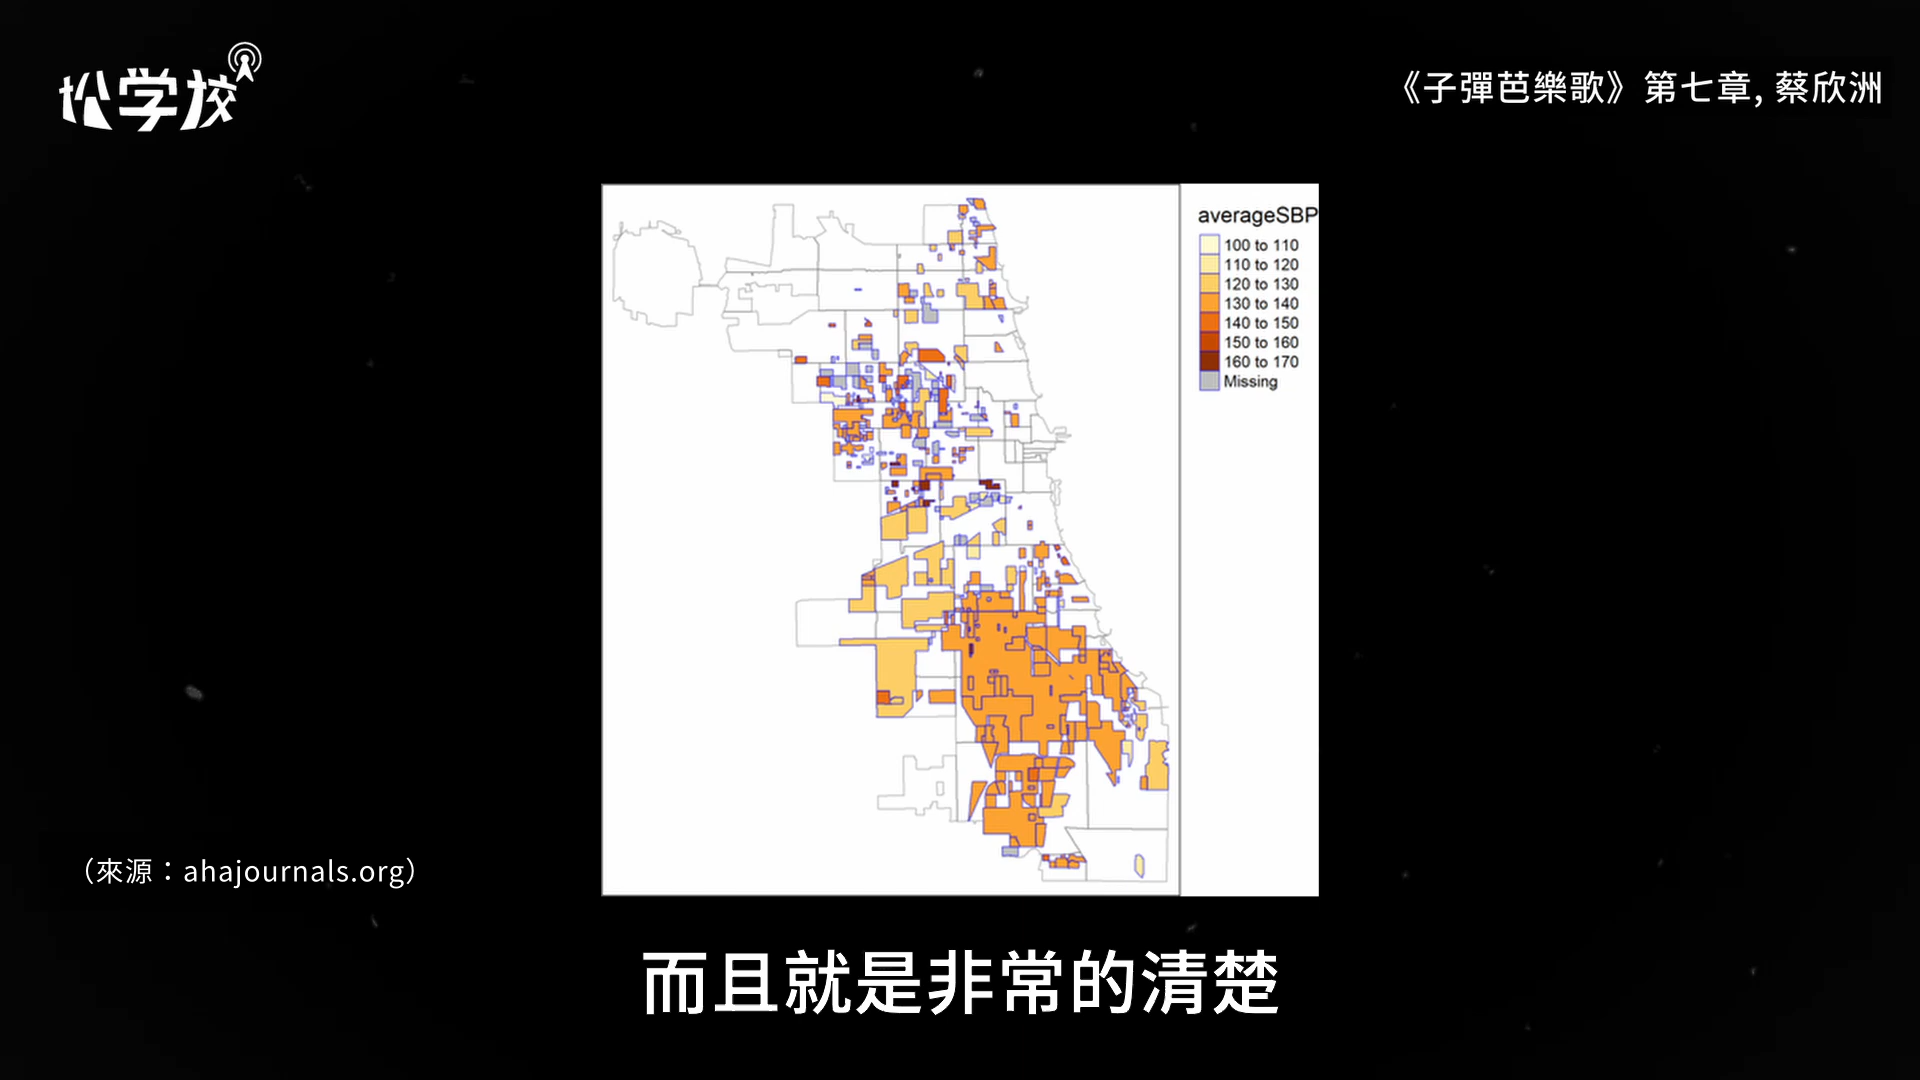 松学校
《子彈芭樂歌》第七章, 蔡欣洲
averageSBP
100 to 110
110 to 120
120 to 130
130 to 140
140 to 150
150 to 160
160 to 170
Missing
（來源：ahajournals.org）
而且就是非常的清楚